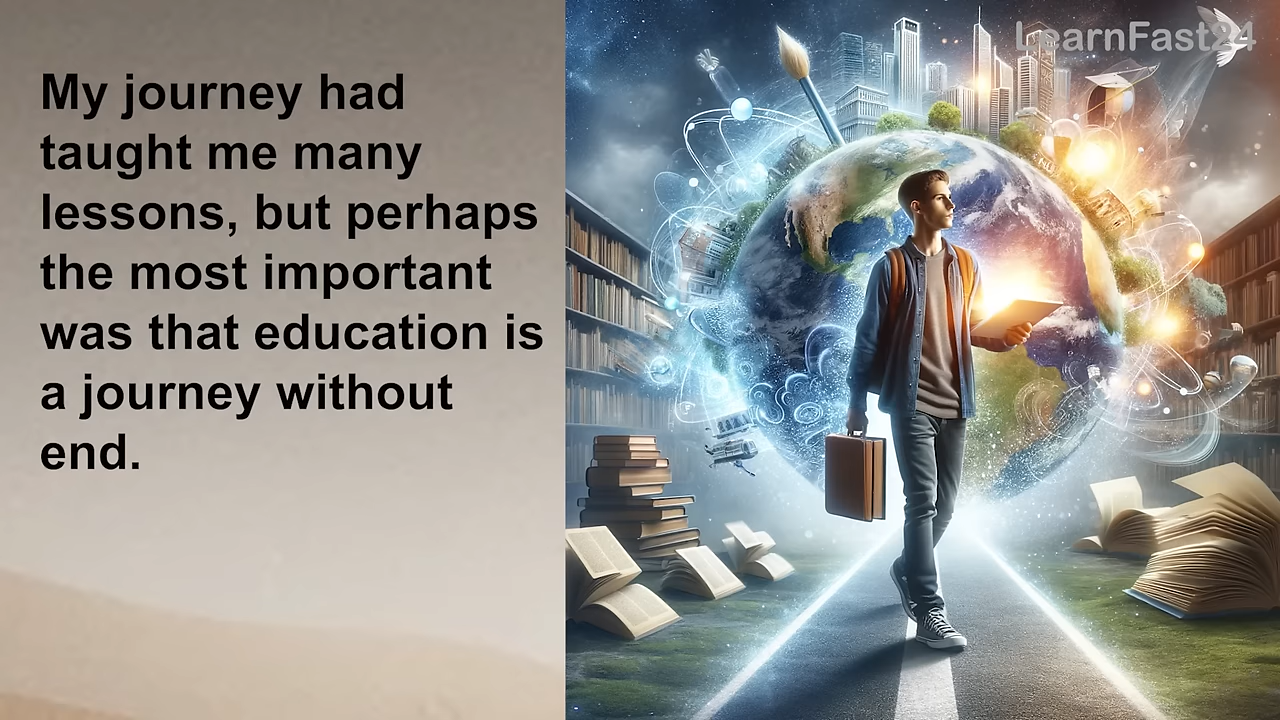 My journey had
taught me many
lessons, but perhaps
the most important
was that education is
a journey without
end.
LearnFast24